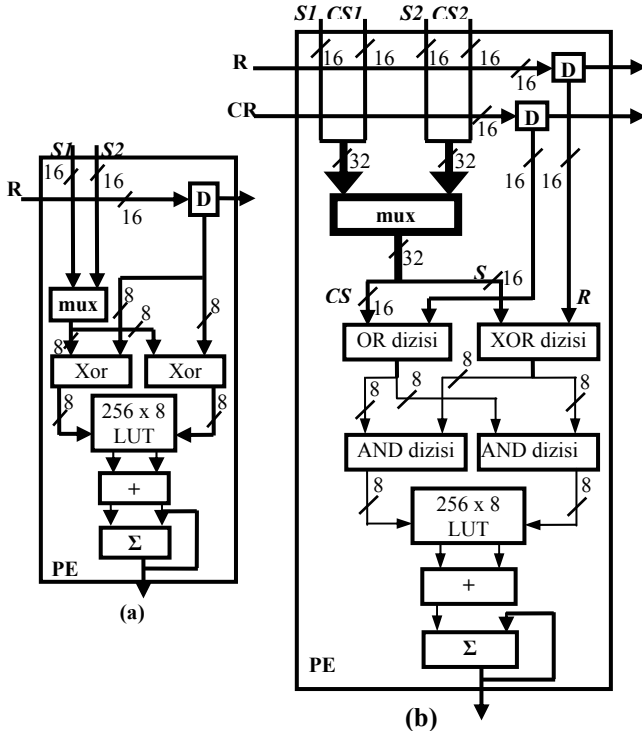 S1 S2
16 16
R 16 D
mux
8 8 8
8
Xor Xor
8 8
256 x 8
LUT
+
Σ
PE
(a)
S1 CS1 S2 CS2
16 16 16 16
R 16 D
CR 16 D
32 32 16 16
mux
32
CS 16 S 16 R
OR dizisi XOR dizisi
8 8 8 8
AND dizisi AND dizisi
8 8
256 x 8
LUT
+
Σ
PE
(b)